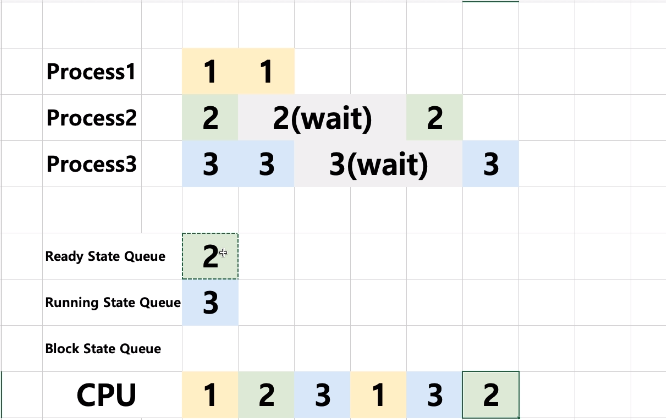 Process1 1 1
Process2 2 2(wait) 2
Process3 3 3 3(wait) 3
Ready State Queue 2
Running State Queue 3
Block State Queue
CPU 1 2 3 1 3 2